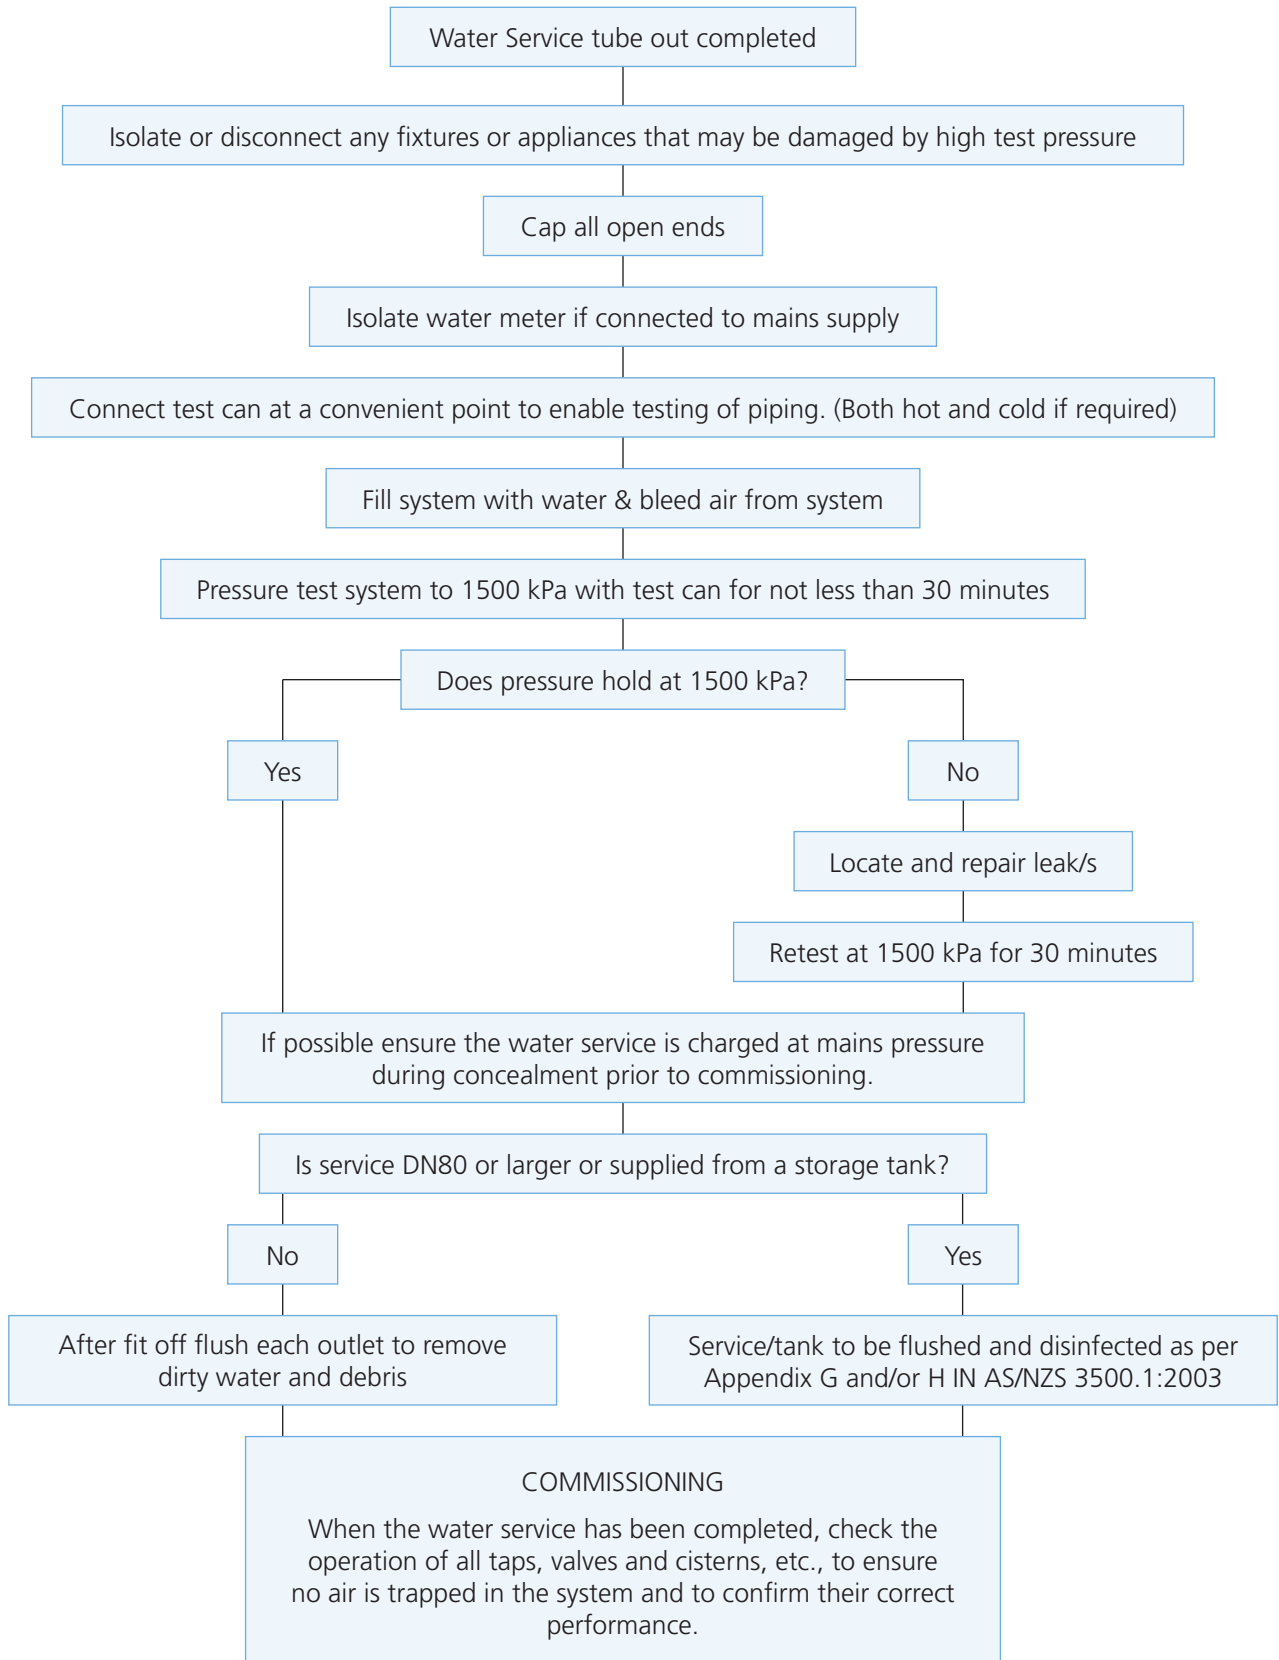 Water Service tube out completed
Isolate or disconnect any fixtures or appliances that may be damaged by high test pressure
Cap all open ends
Isolate water meter if connected to mains supply
Connect test can at a convenient point to enable testing of piping. (Both hot and cold if required)
Fill system with water & bleed air from system
Pressure test system to 1500 kPa with test can for not less than 30 minutes
Does pressure hold at 1500 kPa?
Yes
No
Locate and repair leak/s
Retest at 1500 kPa for 30 minutes
If possible ensure the water service is charged at mains pressure
during concealment prior to commissioning.
Is service DN80 or larger or supplied from a storage tank?
No
Yes
After fit off flush each outlet to remove
dirty water and debris
Service/tank to be flushed and disinfected as per
Appendix G and/or H IN AS/NZS 3500.1:2003
COMMISSIONING
When the water service has been completed, check the
operation of all taps, valves and cisterns, etc., to ensure
no air is trapped in the system and to confirm their correct
performance.